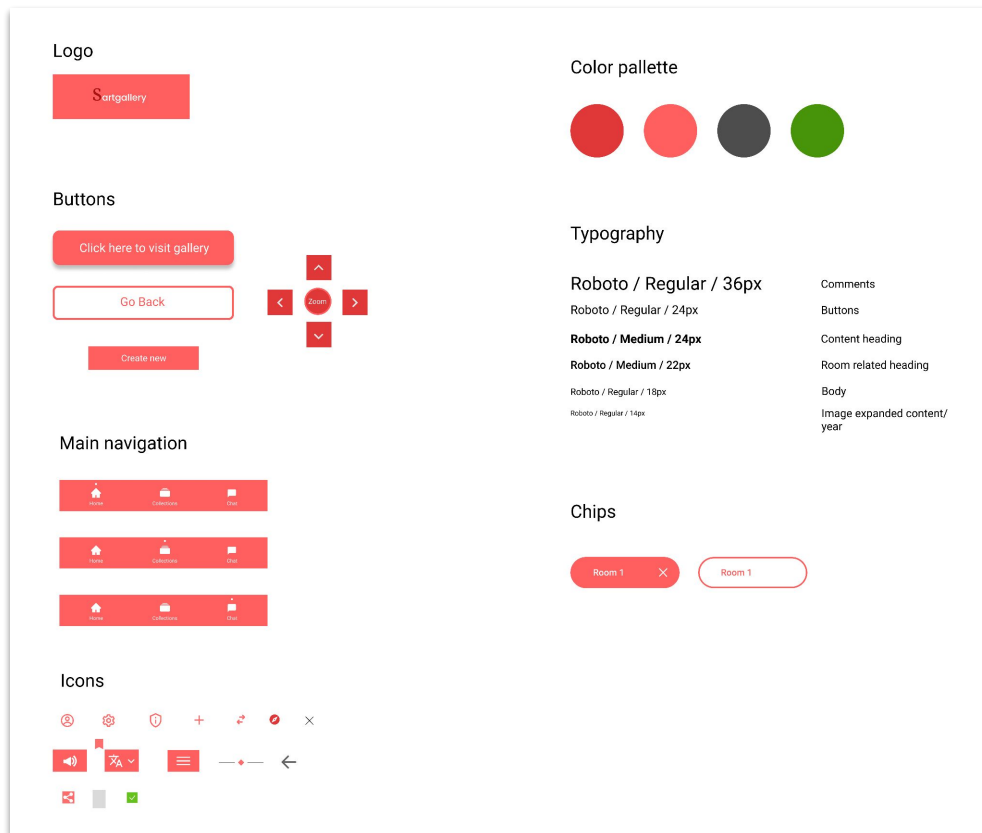 Logo
Sartgallery
Buttons
Click here to visit gallery
Go Back
Create new
Zoom
Main navigation
Home
Collections
Chat
Home
Collections
Chat
Home
Collections
Chat
Icons
文A
Color pallette
Typography
Roboto / Regular / 36px
Comments
Roboto / Regular / 24px
Buttons
Roboto / Medium / 24px
Content heading
Roboto / Medium / 22px
Room related heading
Roboto / Regular / 18px
Body
Roboto / Regular / 14px
Image expanded content/
year
Chips
Room 1
Room 1